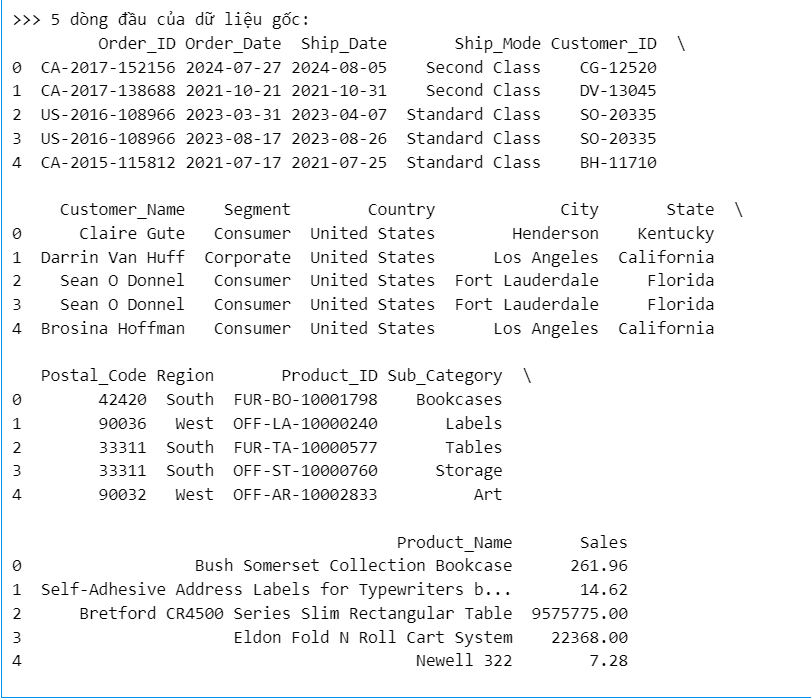 >>> 5 dòng đầu của dữ liệu gốc:
Order_ID Order_Date Ship_Date Ship_Mode Customer_ID \
0 CA-2017-152156 2024-07-27 2024-08-05 Second Class CG-12520
1 CA-2017-138688 2021-10-21 2021-10-31 Second Class DV-13045
2 US-2016-108966 2023-03-31 2023-04-07 Standard Class SO-20335
3 US-2016-108966 2023-08-17 2023-08-26 Standard Class SO-20335
4 CA-2015-115812 2021-07-17 2021-07-25 Standard Class BH-11710
Customer_Name Segment Country City State \
0 Claire Gute Consumer United States Henderson Kentucky
1 Darrin Van Huff Corporate United States Los Angeles California
2 Sean O Donnel Consumer United States Fort Lauderdale Florida
3 Sean O Donnel Consumer United States Fort Lauderdale Florida
4 Brosina Hoffman Consumer United States Los Angeles California
Postal_Code Region Product_ID Sub_Category \
0 42420 South FUR-BO-10001798 Bookcases
1 90036 West OFF-LA-10000240 Labels
2 33311 South FUR-TA-10000577 Tables
3 33311 South OFF-ST-10000760 Storage
4 90032 West OFF-AR-10002833 Art
Product_Name Sales
0 Bush Somerset Collection Bookcase 261.96
1 Self-Adhesive Address Labels for Typewriters b... 14.62
2 Bretford CR4500 Series Slim Rectangular Table 9575775.00
3 Eldon Fold N Roll Cart System 22368.00
4 Newell 322 7.28